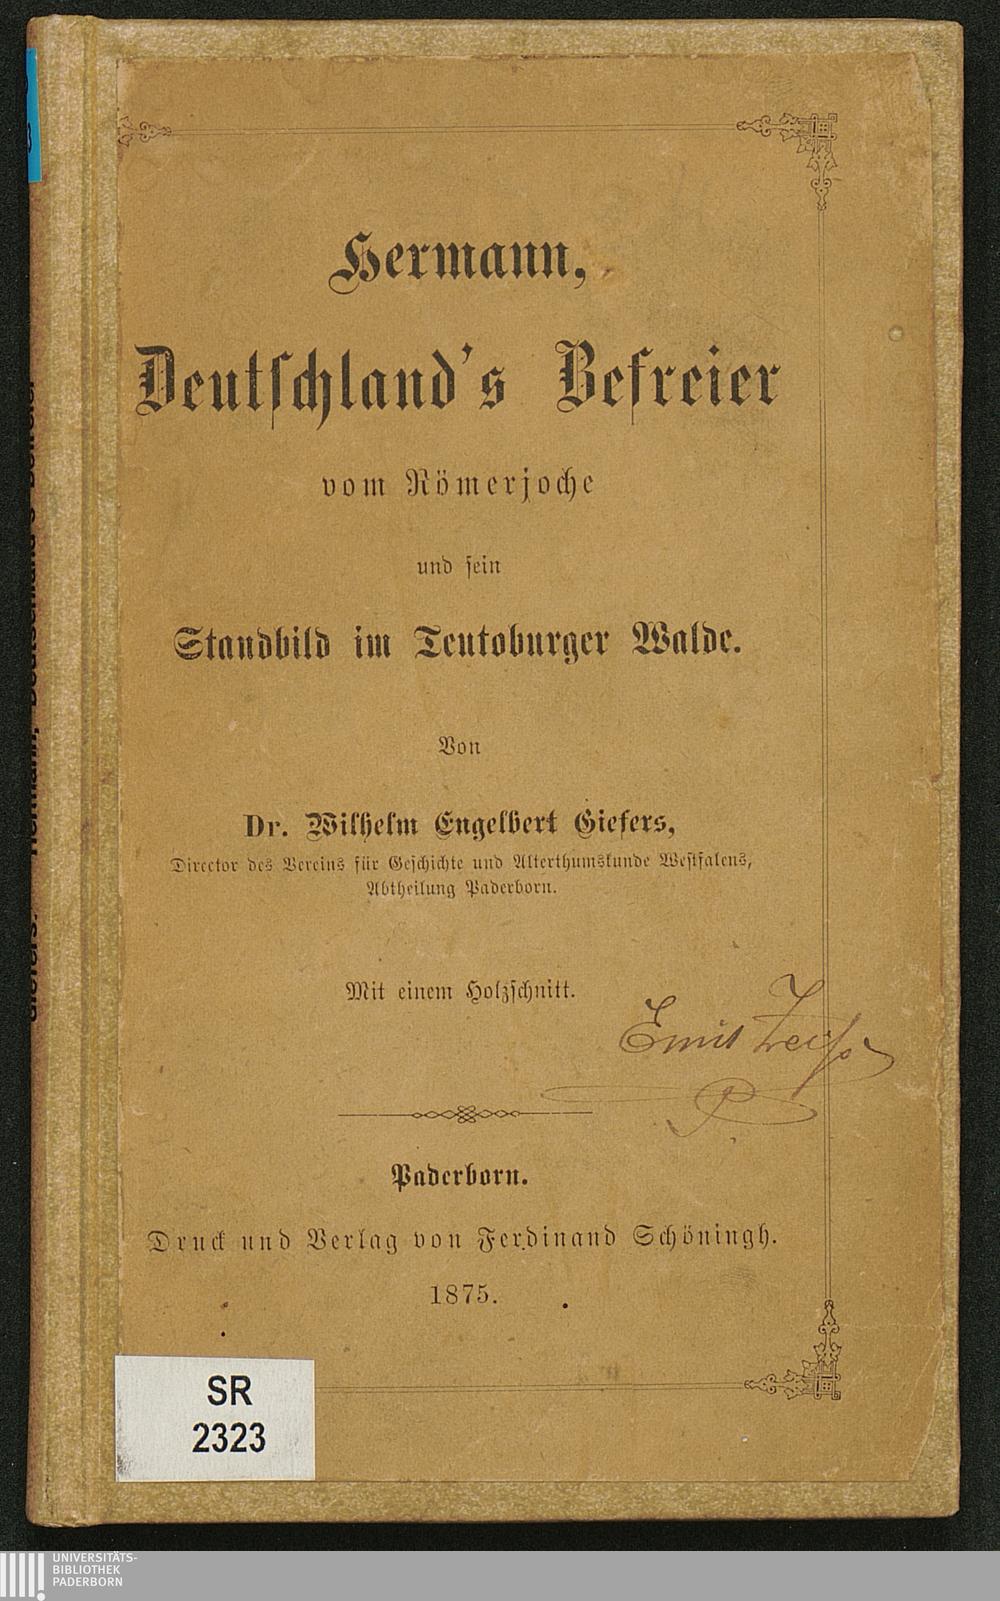 Hermann,
Deutschland's Befreier
vom Römerjoche
und sein
Standbild im Teutoburger Walde.
Von
Dr. Wilhelm Engelbert Giefers,
Director des Vereins für Geschichte und Alterthumskunde Westfalens,
Abtheilung Paderborn.
Mit einem Holzschnitt.
Emil Zeiß
Paderborn.
Druck und Verlag von Ferdinand Schöningh.
1875.
SR
2323
UNIVERSITÄTS-
BIBLIOTHEK
PADERBORN